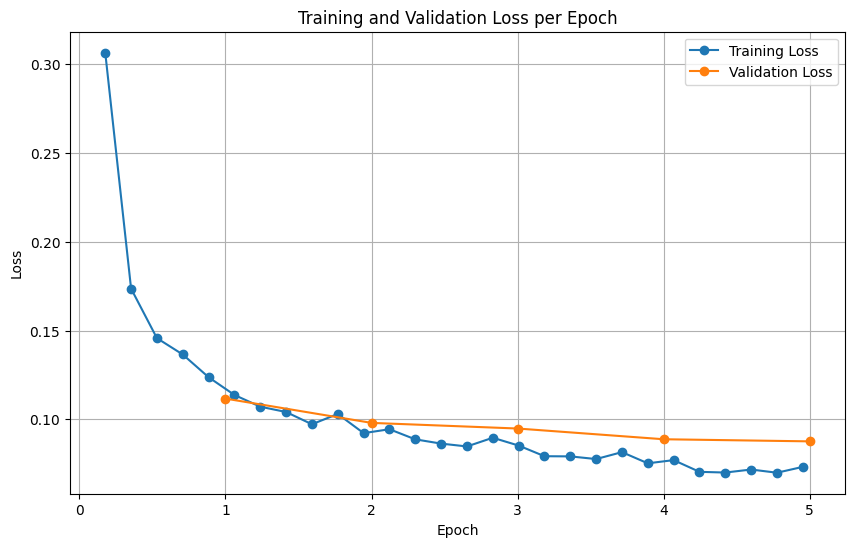 Training and Validation Loss per Epoch
Training Loss
Validation Loss
0.30
0.25
0.20
0.15
0.10
Loss
0
1
2
3
4
5
Epoch